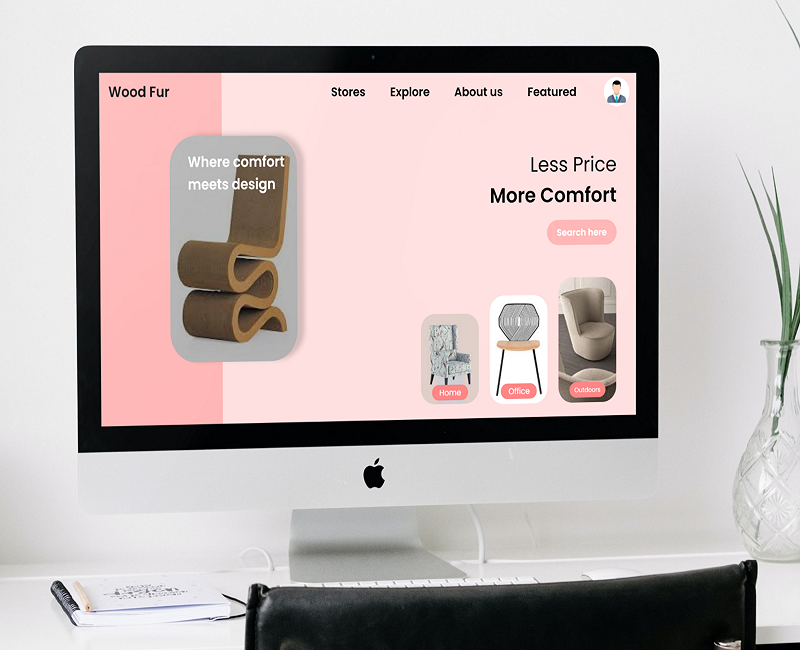 Wood Fur
Stores
Explore
About us
Featured
Where comfort
meets design
Less Price
More Comfort
Search here
Home
Office
Outdoors